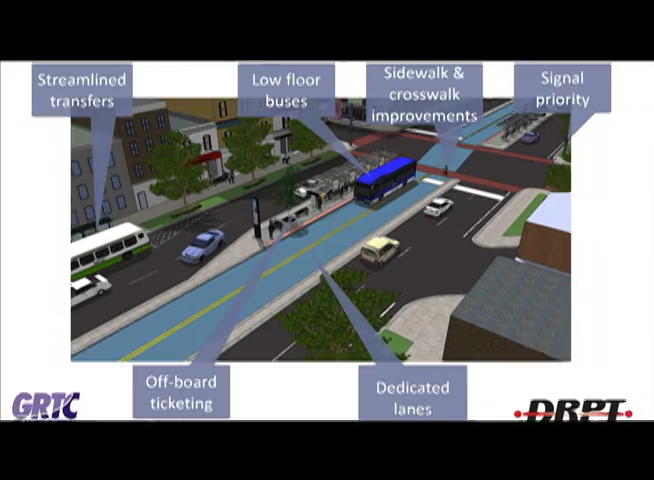 Streamlined
transfers
Low floor
buses
Sidewalk &
crosswalk
improvements
Signal
priority
Off-board
ticketing
Dedicated
lanes
GRTC
DRPT